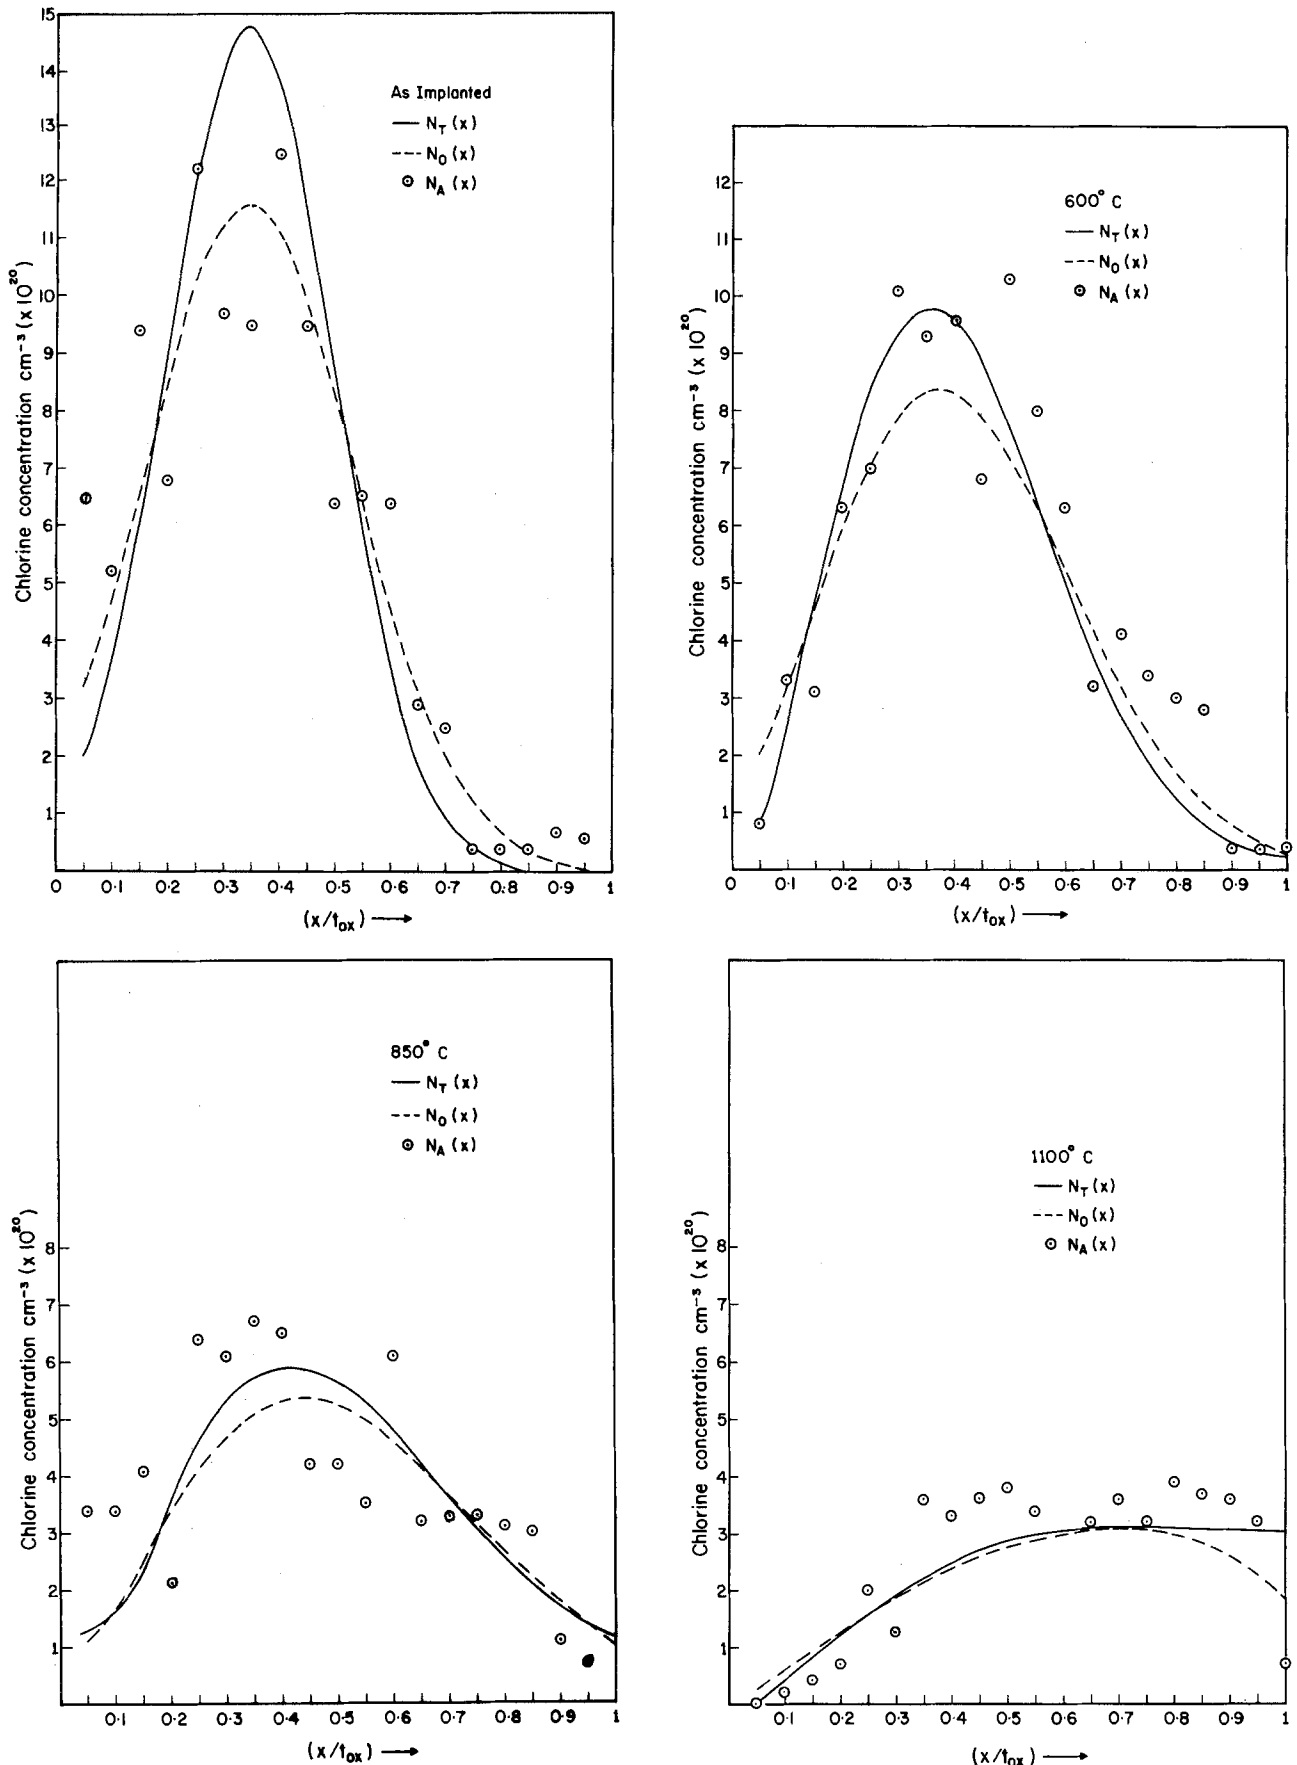 15
14
13
12
11
10
9
8
7
6
5
4
3
2
1
Chlorine concentration cm⁻³ (x 10²⁰)
As Implanted
N_T (x)
N_O (x)
N_A (x)
0 0·1 0·2 0·3 0·4 0·5 0·6 0·7 0·8 0·9 1
(x/t_ox)
12
11
10
9
8
7
6
5
4
3
2
1
Chlorine concentration cm⁻³ (x 10²⁰)
600° C
N_T (x)
N_O (x)
N_A (x)
0 0·1 0·2 0·3 0·4 0·5 0·6 0·7 0·8 0·9 1
(x/t_ox)
8
7
6
5
4
3
2
1
Chlorine concentration cm⁻³ (x 10²⁰)
850° C
N_T (x)
N_O (x)
N_A (x)
0·1 0·2 0·3 0·4 0·5 0·6 0·7 0·8 0·9 1
(x/t_ox)
8
7
6
5
4
3
2
1
Chlorine concentration cm⁻³ (x 10²⁰)
1100° C
N_T (x)
N_O (x)
N_A (x)
0·1 0·2 0·3 0·4 0·5 0·6 0·7 0·8 0·9 1
(x/t_ox)